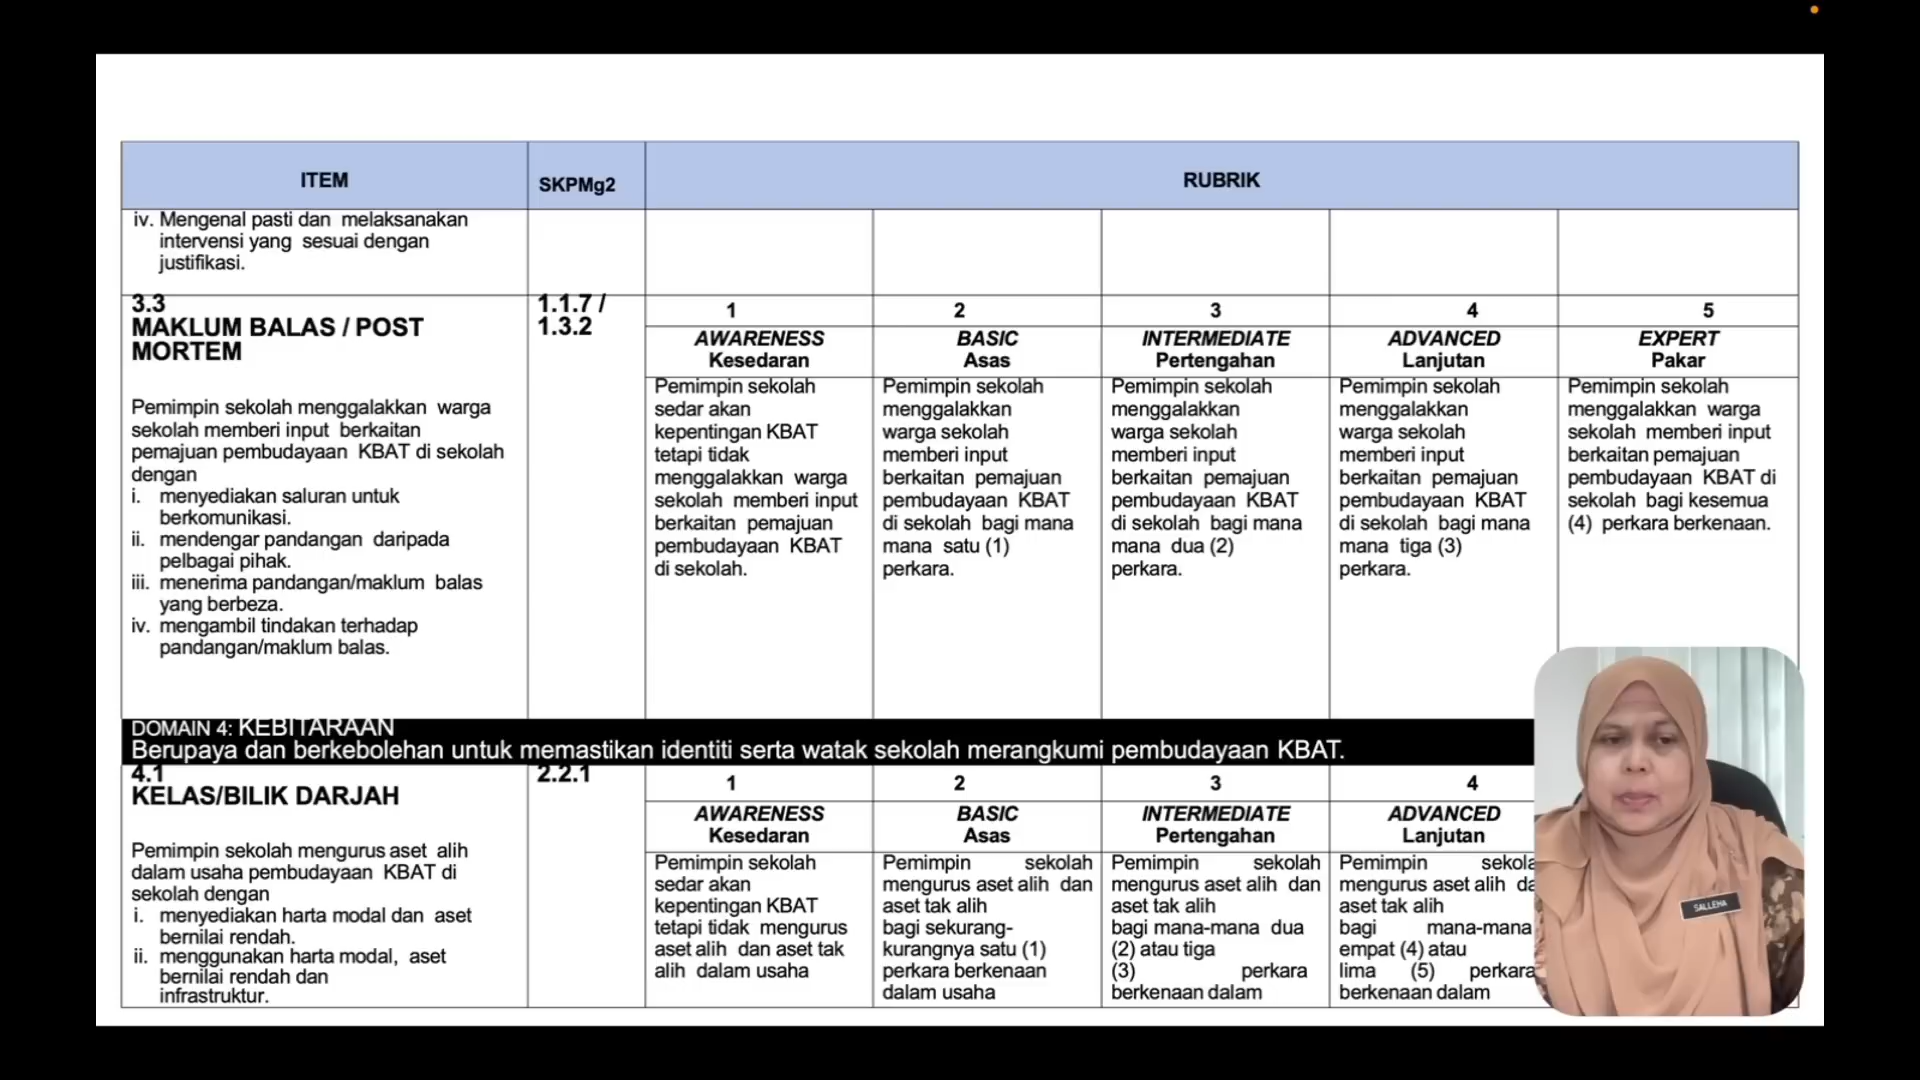 ITEM
SKPMg2
RUBRIK
iv. Mengenal pasti dan melaksanakan
intervensi yang sesuai dengan
justifikasi.
3.3
MAKLUM BALAS / POST
MORTEM
Pemimpin sekolah menggalakkan warga
sekolah memberi input berkaitan
pemajuan pembudayaan KBAT di sekolah
dengan
i. menyediakan saluran untuk
berkomunikasi.
ii. mendengar pandangan daripada
pelbagai pihak.
iii. menerima pandangan/maklum balas
yang berbeza.
iv. mengambil tindakan terhadap
pandangan/maklum balas.
1.1.7 /
1.3.2
1
AWARENESS
Kesedaran
Pemimpin sekolah
sedar akan
kepentingan KBAT
tetapi tidak
menggalakkan warga
sekolah memberi input
berkaitan pemajuan
pembudayaan KBAT
di sekolah.
2
BASIC
Asas
Pemimpin sekolah
menggalakkan
warga sekolah
memberi input
berkaitan pemajuan
pembudayaan KBAT
di sekolah bagi mana
mana satu (1)
perkara.
3
INTERMEDIATE
Pertengahan
Pemimpin sekolah
menggalakkan
warga sekolah
memberi input
berkaitan pemajuan
pembudayaan KBAT
di sekolah bagi mana
mana dua (2)
perkara.
4
ADVANCED
Lanjutan
Pemimpin sekolah
menggalakkan
warga sekolah
memberi input
berkaitan pemajuan
pembudayaan KBAT
di sekolah bagi mana
mana tiga (3)
perkara.
5
EXPERT
Pakar
Pemimpin sekolah
menggalakkan warga
sekolah memberi input
berkaitan pemajuan
pembudayaan KBAT di
sekolah bagi kesemua
(4) perkara berkenaan.
DOMAIN 4: KEBITARAAN
Berupaya dan berkebolehan untuk memastikan identiti serta watak sekolah merangkumi pembudayaan KBAT.
4.1
KELAS/BILIK DARJAH
Pemimpin sekolah mengurus aset alih
dalam usaha pembudayaan KBAT di
sekolah dengan
i. menyediakan harta modal dan aset
bernilai rendah.
ii. menggunakan harta modal, aset
bernilai rendah dan
infrastruktur.
2.2.1
1
AWARENESS
Kesedaran
Pemimpin sekolah
sedar akan
kepentingan KBAT
tetapi tidak mengurus
aset alih dan aset tak
alih dalam usaha
2
BASIC
Asas
Pemimpin sekolah
mengurus aset alih dan
aset tak alih
bagi sekurang-
kurangnya satu (1)
perkara berkenaan
dalam usaha
3
INTERMEDIATE
Pertengahan
Pemimpin sekolah
mengurus aset alih dan
aset tak alih
bagi mana-mana dua
(2) atau tiga
(3) perkara
berkenaan dalam
4
ADVANCED
Lanjutan
Pemimpin
mengurus aset alih
aset tak alih
bagi mana-mana
empat (4) atau
lima (5) perkara
berkenaan dalam
SALLEHA